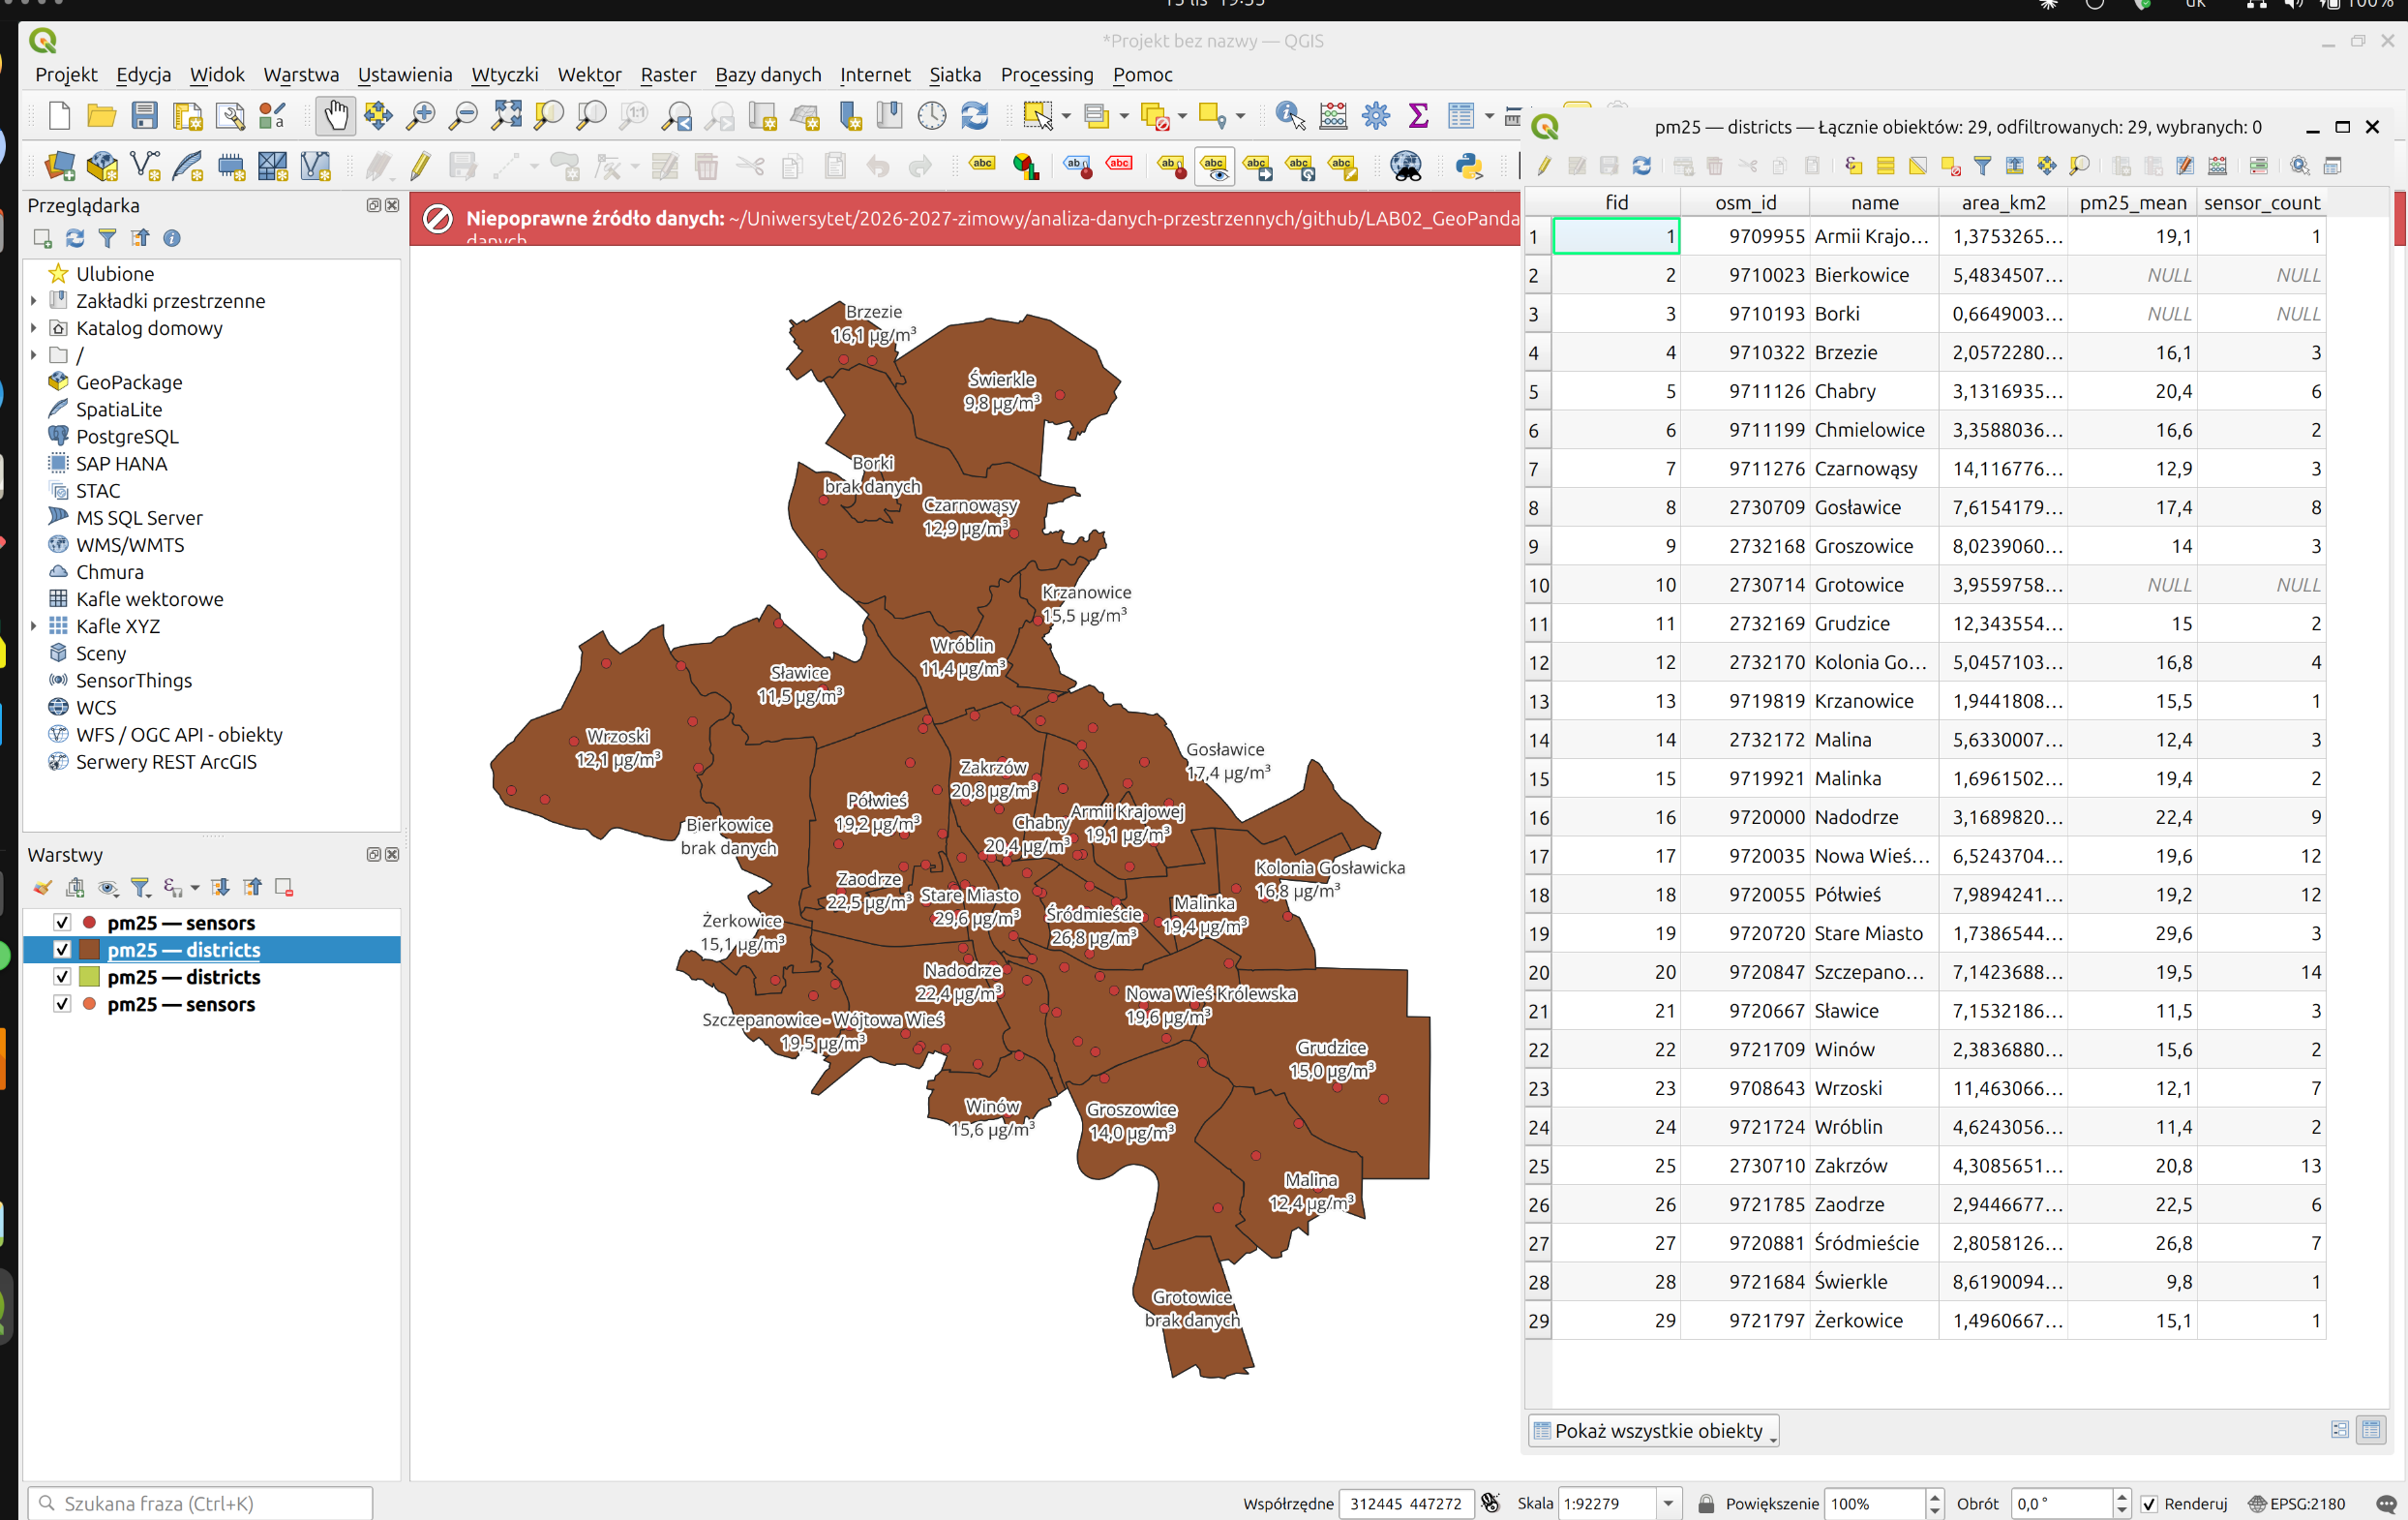 *Projekt bez nazwy — QGIS
Projekt Edycja Widok Warstwa Ustawienia Wtyczki Wektor Raster Bazy danych Internet Siatka Processing Pomoc
Przeglądarka
Ulubione
Zakładki przestrzenne
Katalog domowy
/
GeoPackage
SpatiaLite
PostgreSQL
SAP HANA
STAC
MS SQL Server
WMS/WMTS
Chmura
Kafle wektorowe
Kafle XYZ
Sceny
SensorThings
WCS
WFS / OGC API - obiekty
Serwery REST ArcGIS
Warstwy
pm25 — sensors
pm25 — districts
pm25 — districts
pm25 — sensors
Niepoprawne źródło danych: ~/Uniwersytet/2026-2027-zimowy/analiza-danych-przestrzennych/github/LAB02_GeoPanda
danych
Brzezie
16,1 µg/m³
Świerkle
9,8 µg/m³
Borki
brak danych
Czarnowąsy
12,9 µg/m³
Krzanowice
15,5 µg/m³
Wróblin
11,4 µg/m³
Sławice
11,5 µg/m³
Wrzoski
12,1 µg/m³
Gosławice
17,4 µg/m³
Zakrzów
20,8 µg/m³
Półwieś
19,2 µg/m³
Armii Krajowej
19,1 µg/m³
Chabry
20,4 µg/m³
Bierkowice
brak danych
Kolonia Gosławicka
16,8 µg/m³
Zaodrze
22,5 µg/m³
Stare Miasto
29,6 µg/m³
Malinka
19,4 µg/m³
Śródmieście
26,8 µg/m³
Żerkowice
15,1 µg/m³
Nadodrze
22,4 µg/m³
Nowa Wieś Królewska
19,6 µg/m³
Szczepanowice - Wójtowa Wieś
19,5 µg/m³
Grudzice
15,0 µg/m³
Winów
15,6 µg/m³
Groszowice
14,0 µg/m³
Malina
12,4 µg/m³
Grotowice
brak danych
pm25 — districts — Łącznie obiektów: 29, odfiltrowanych: 29, wybranych: 0
fid osm_id name area_km2 pm25_mean sensor_count
1 1 9709955 Armii Krajo... 1,3753265... 19,1 1
2 2 9710023 Bierkowice 5,4834507... NULL NULL
3 3 9710193 Borki 0,6649003... NULL NULL
4 4 9710322 Brzezie 2,0572280... 16,1 3
5 5 9711126 Chabry 3,1316935... 20,4 6
6 6 9711199 Chmielowice 3,3588036... 16,6 2
7 7 9711276 Czarnowąsy 14,116776... 12,9 3
8 8 2730709 Gosławice 7,6154179... 17,4 8
9 9 2732168 Groszowice 8,0239060... 14 3
10 10 2730714 Grotowice 3,9559758... NULL NULL
11 11 2732169 Grudzice 12,343554... 15 2
12 12 2732170 Kolonia Go... 5,0457103... 16,8 4
13 13 9719819 Krzanowice 1,9441808... 15,5 1
14 14 2732172 Malina 5,6330007... 12,4 3
15 15 9719921 Malinka 1,6961502... 19,4 2
16 16 9720000 Nadodrze 3,1689820... 22,4 9
17 17 9720035 Nowa Wieś... 6,5243704... 19,6 12
18 18 9720055 Półwieś 7,9894241... 19,2 12
19 19 9720720 Stare Miasto 1,7386544... 29,6 3
20 20 9720847 Szczepano... 7,1423688... 19,5 14
21 21 9720667 Sławice 7,1532186... 11,5 3
22 22 9721709 Winów 2,3836880... 15,6 2
23 23 9708643 Wrzoski 11,463066... 12,1 7
24 24 9721724 Wróblin 4,6243056... 11,4 2
25 25 2730710 Zakrzów 4,3085651... 20,8 13
26 26 9721785 Zaodrze 2,9446677... 22,5 6
27 27 9720881 Śródmieście 2,8058126... 26,8 7
28 28 9721684 Świerkle 8,6190094... 9,8 1
29 29 9721797 Żerkowice 1,4960667... 15,1 1
Pokaż wszystkie obiekty
Szukana fraza (Ctrl+K)
Współrzędne 312445 447272 Skala 1:92279 Powiększenie 100% Obrót 0,0 ° Renderuj EPSG:2180